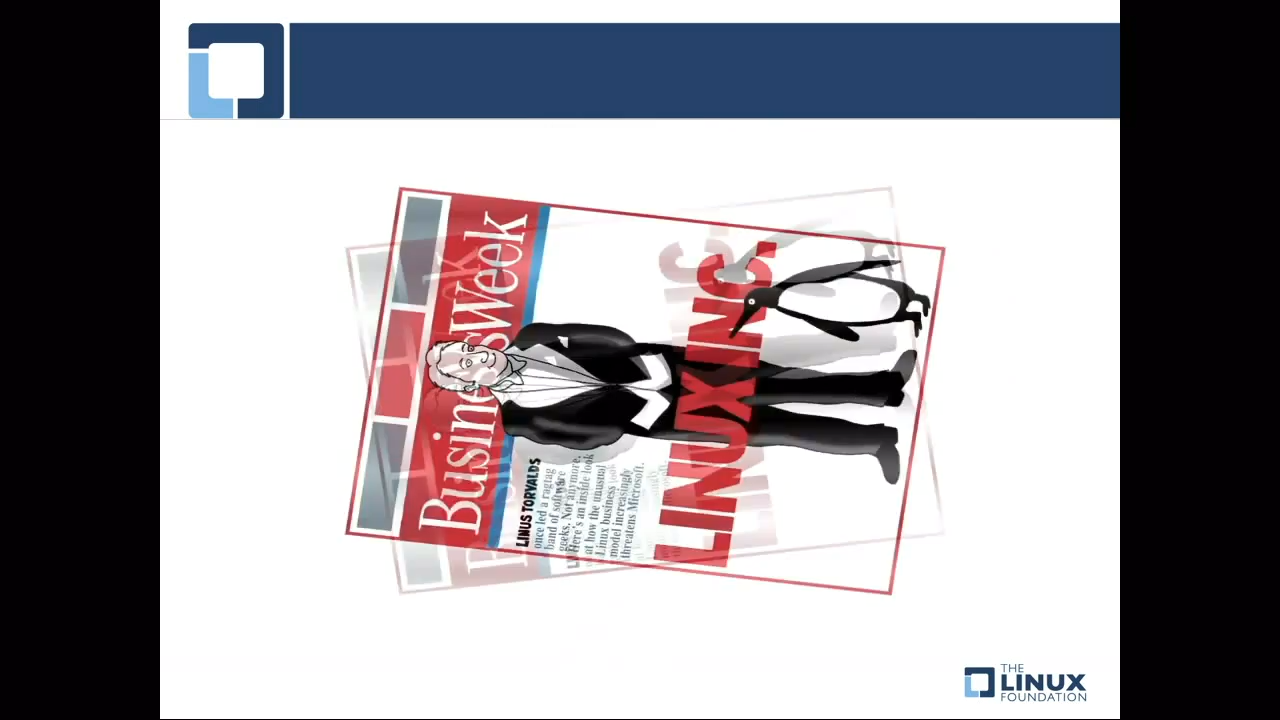 BusinessWeek
LINUX INC.
LINUS TORVALDS
once led a ragtag
band of software
geeks. Not anymore.
Here's an inside look
at how the unusual
Linux business
model increasingly
threatens Microsoft.
THE
LINUX
FOUNDATION